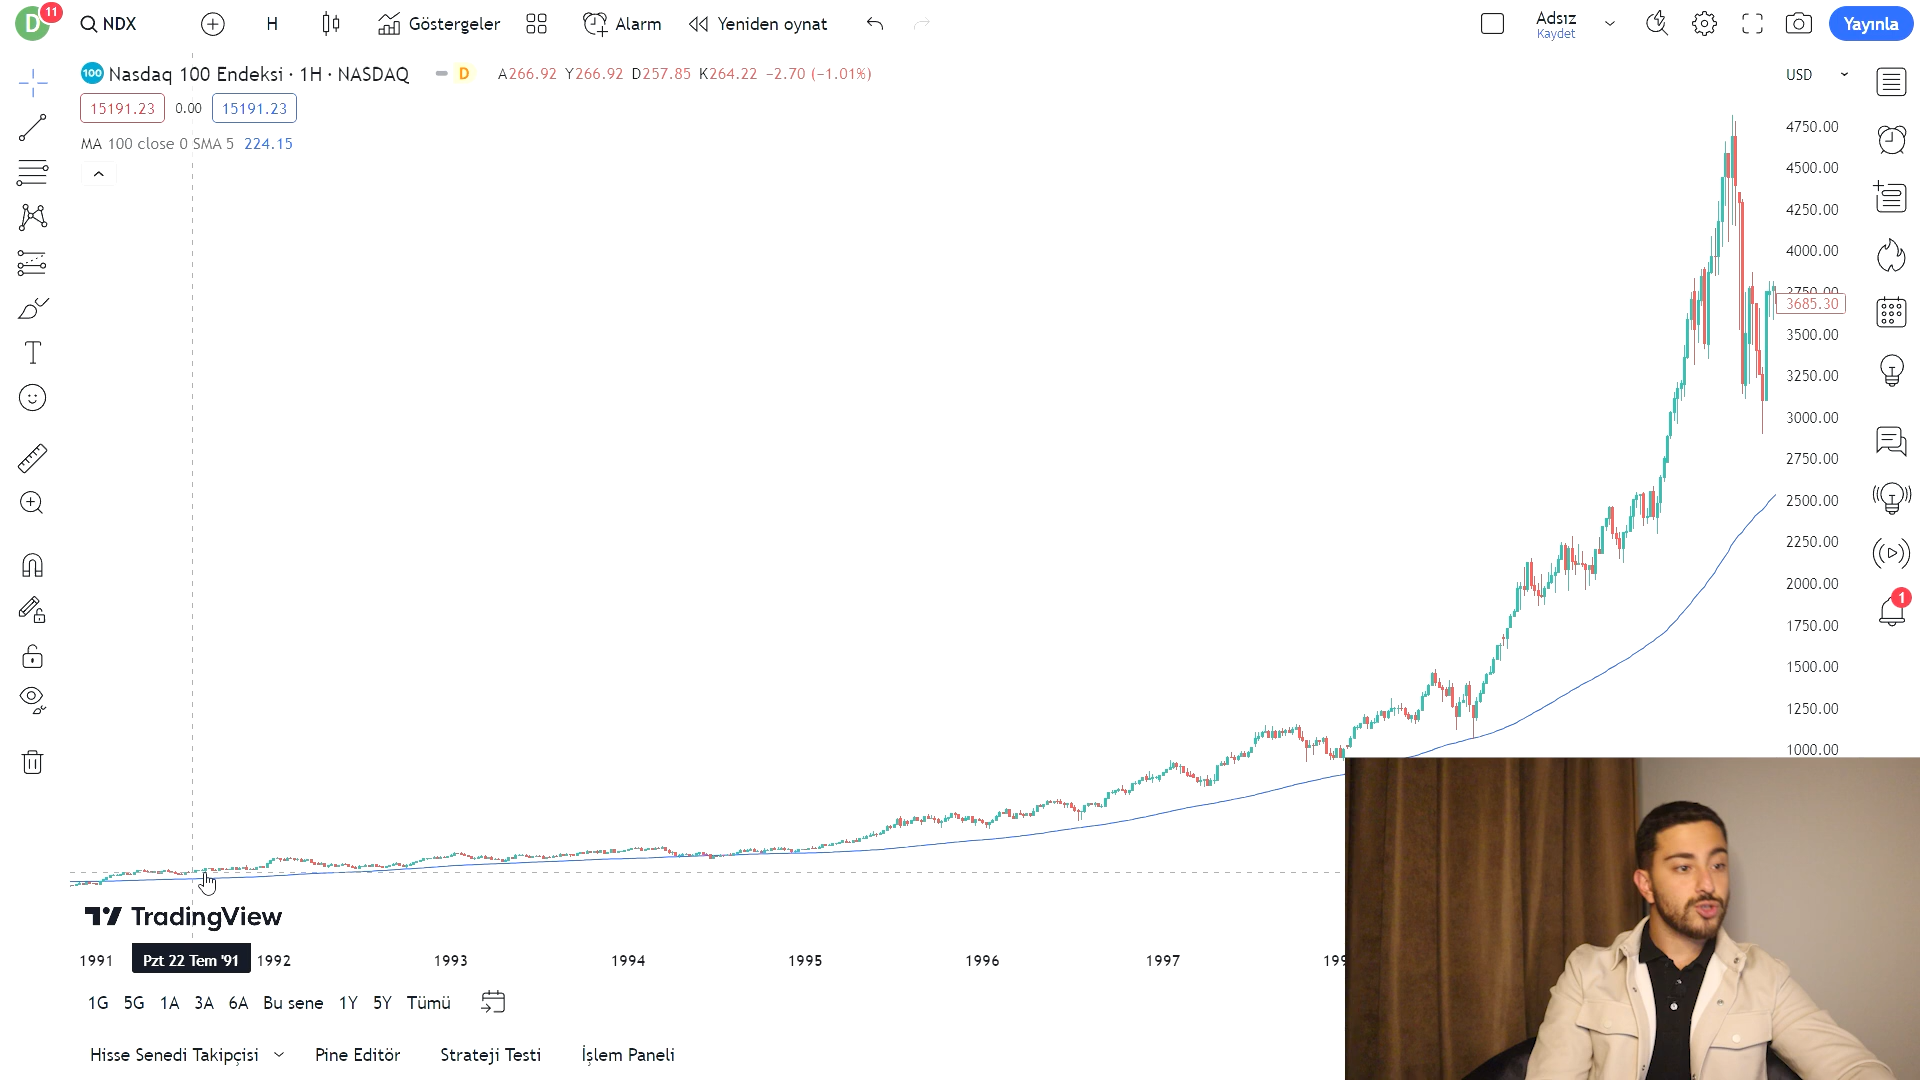 D 11 NDX H Göstergeler Alarm Yeniden oynat Adsız Kaydet Yayınla
100 Nasdaq 100 Endeksi · 1H · NASDAQ D A266.92 Y266.92 D257.85 K264.22 −2.70 (−1.01%) USD
15191.23 0.00 15191.23
MA 100 close 0 SMA 5 224.15
4750.00
4500.00
4250.00
4000.00
3750.00
3685.30
3500.00
3250.00
3000.00
2750.00
2500.00
2250.00
2000.00
1750.00
1500.00
1250.00
1000.00
1
TradingView
1991 Pzt 22 Tem '91 1992 1993 1994 1995 1996 1997
1G 5G 1A 3A 6A Bu sene 1Y 5Y Tümü
Hisse Senedi Takipçisi Pine Editör Strateji Testi İşlem Paneli